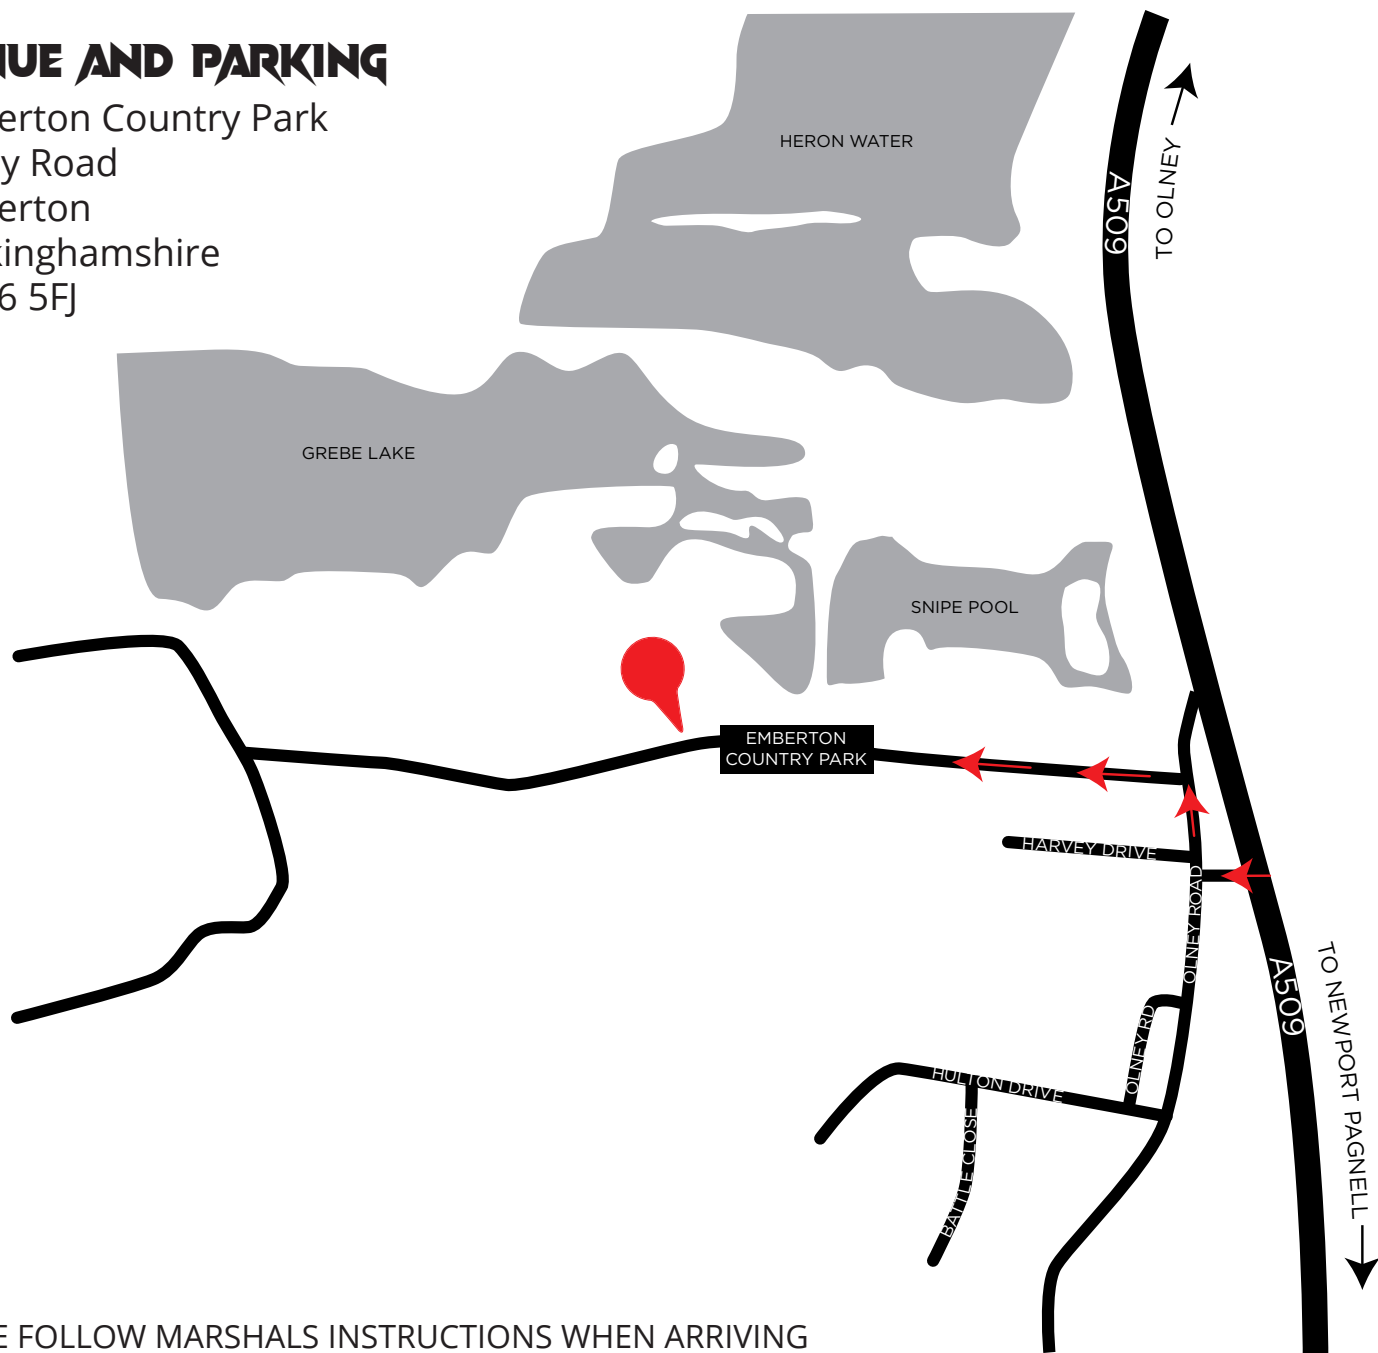 NUE AND PARKING
erton Country Park
y Road
erton
kinghamshire
6 5FJ
HERON WATER
A509
TO OLNEY
GREBE LAKE
SNIPE POOL
EMBERTON
COUNTRY PARK
HARVEY DRIVE
OLNEY ROAD
A509
TO NEWPORT PAGNELL
OLNEY RD
HULTON DRIVE
BATTLE CLOSE
E FOLLOW MARSHALS INSTRUCTIONS WHEN ARRIVING